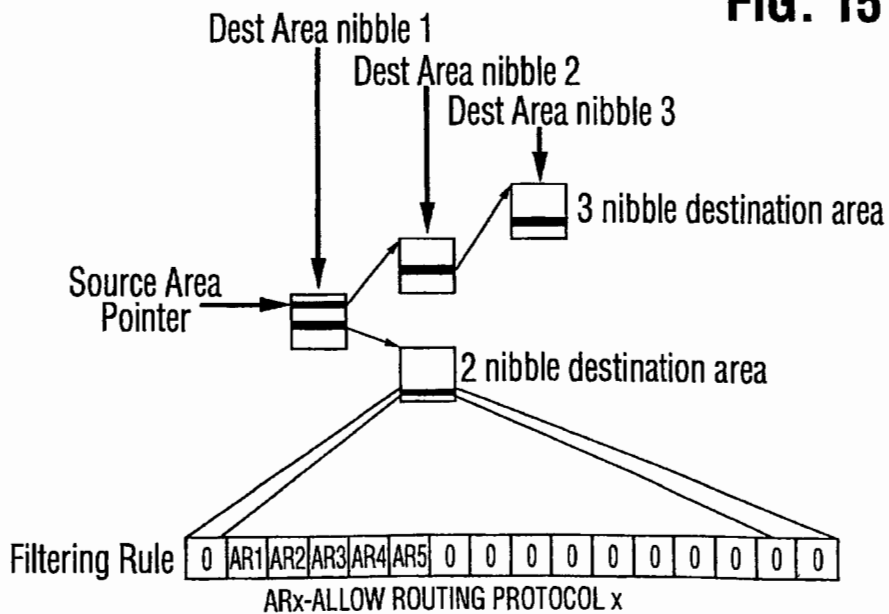 FIG. 15
Dest Area nibble 1
Dest Area nibble 2
Dest Area nibble 3
3 nibble destination area
Source Area
Pointer
2 nibble destination area
Filtering Rule 0 AR1 AR2 AR3 AR4 AR5 0 0 0 0 0 0 0 0 0 0
ARx-ALLOW ROUTING PROTOCOL x